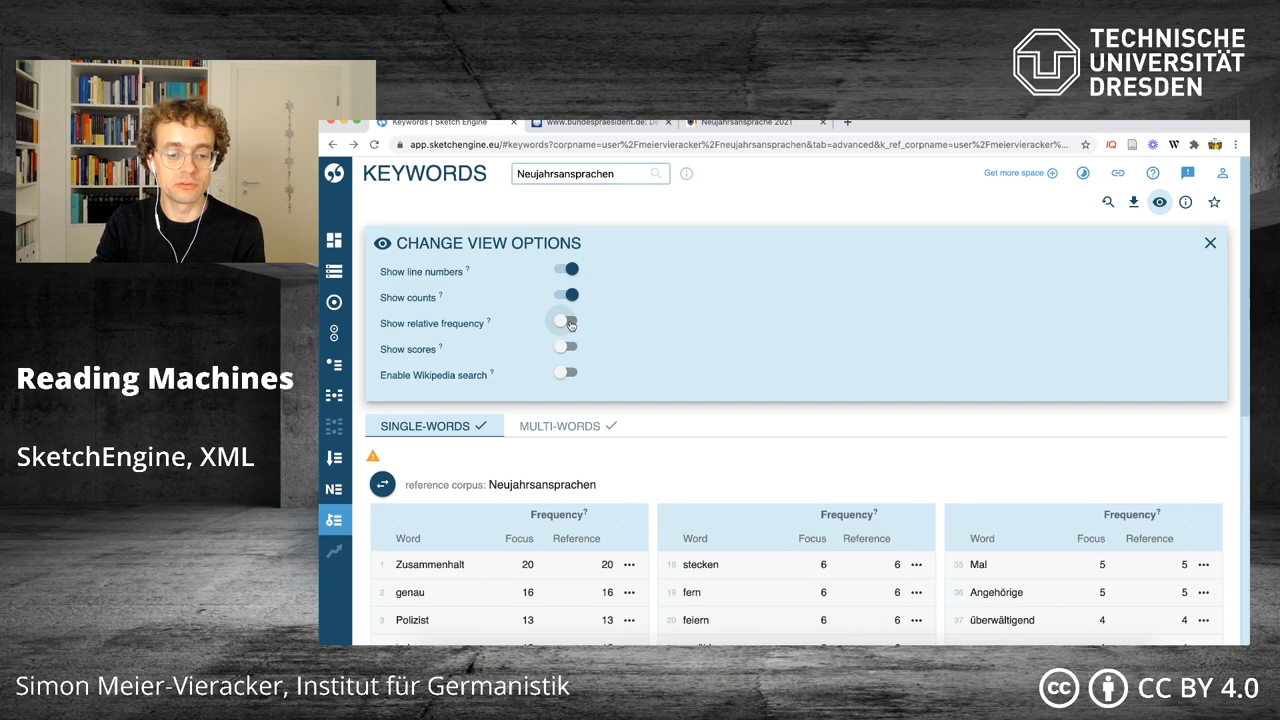 TECHNISCHE
UNIVERSITÄT
DRESDEN
Keywords | Sketch Engine
www.bundespraesident.de: De
Neujahrsansprache 2021
app.sketchengine.eu/#keywords?corpname=user%2Fmeiervieracker%2Fneujahrsansprachen&tab=advanced&k_ref_corpname=user%2Fmeiervieracker%...
KEYWORDS
Neujahrsansprachen
Get more space
CHANGE VIEW OPTIONS
Show line numbers ?
Show counts ?
Show relative frequency ?
Show scores ?
Enable Wikipedia search ?
SINGLE-WORDS
MULTI-WORDS
reference corpus: Neujahrsansprachen
Frequency? Frequency? Frequency?
Word Focus Reference Word Focus Reference Word Focus Reference
1 Zusammenhalt 20 20 ••• 18 stecken 6 6 ••• 35 Mal 5 5 •••
2 genau 16 16 ••• 19 fern 6 6 ••• 36 Angehörige 5 5 •••
3 Polizist 13 13 ••• 20 feiern 6 6 ••• 37 überwältigend 4 4 •••
Reading Machines
SketchEngine, XML
Simon Meier-Vieracker, Institut für Germanistik
cc CC BY 4.0